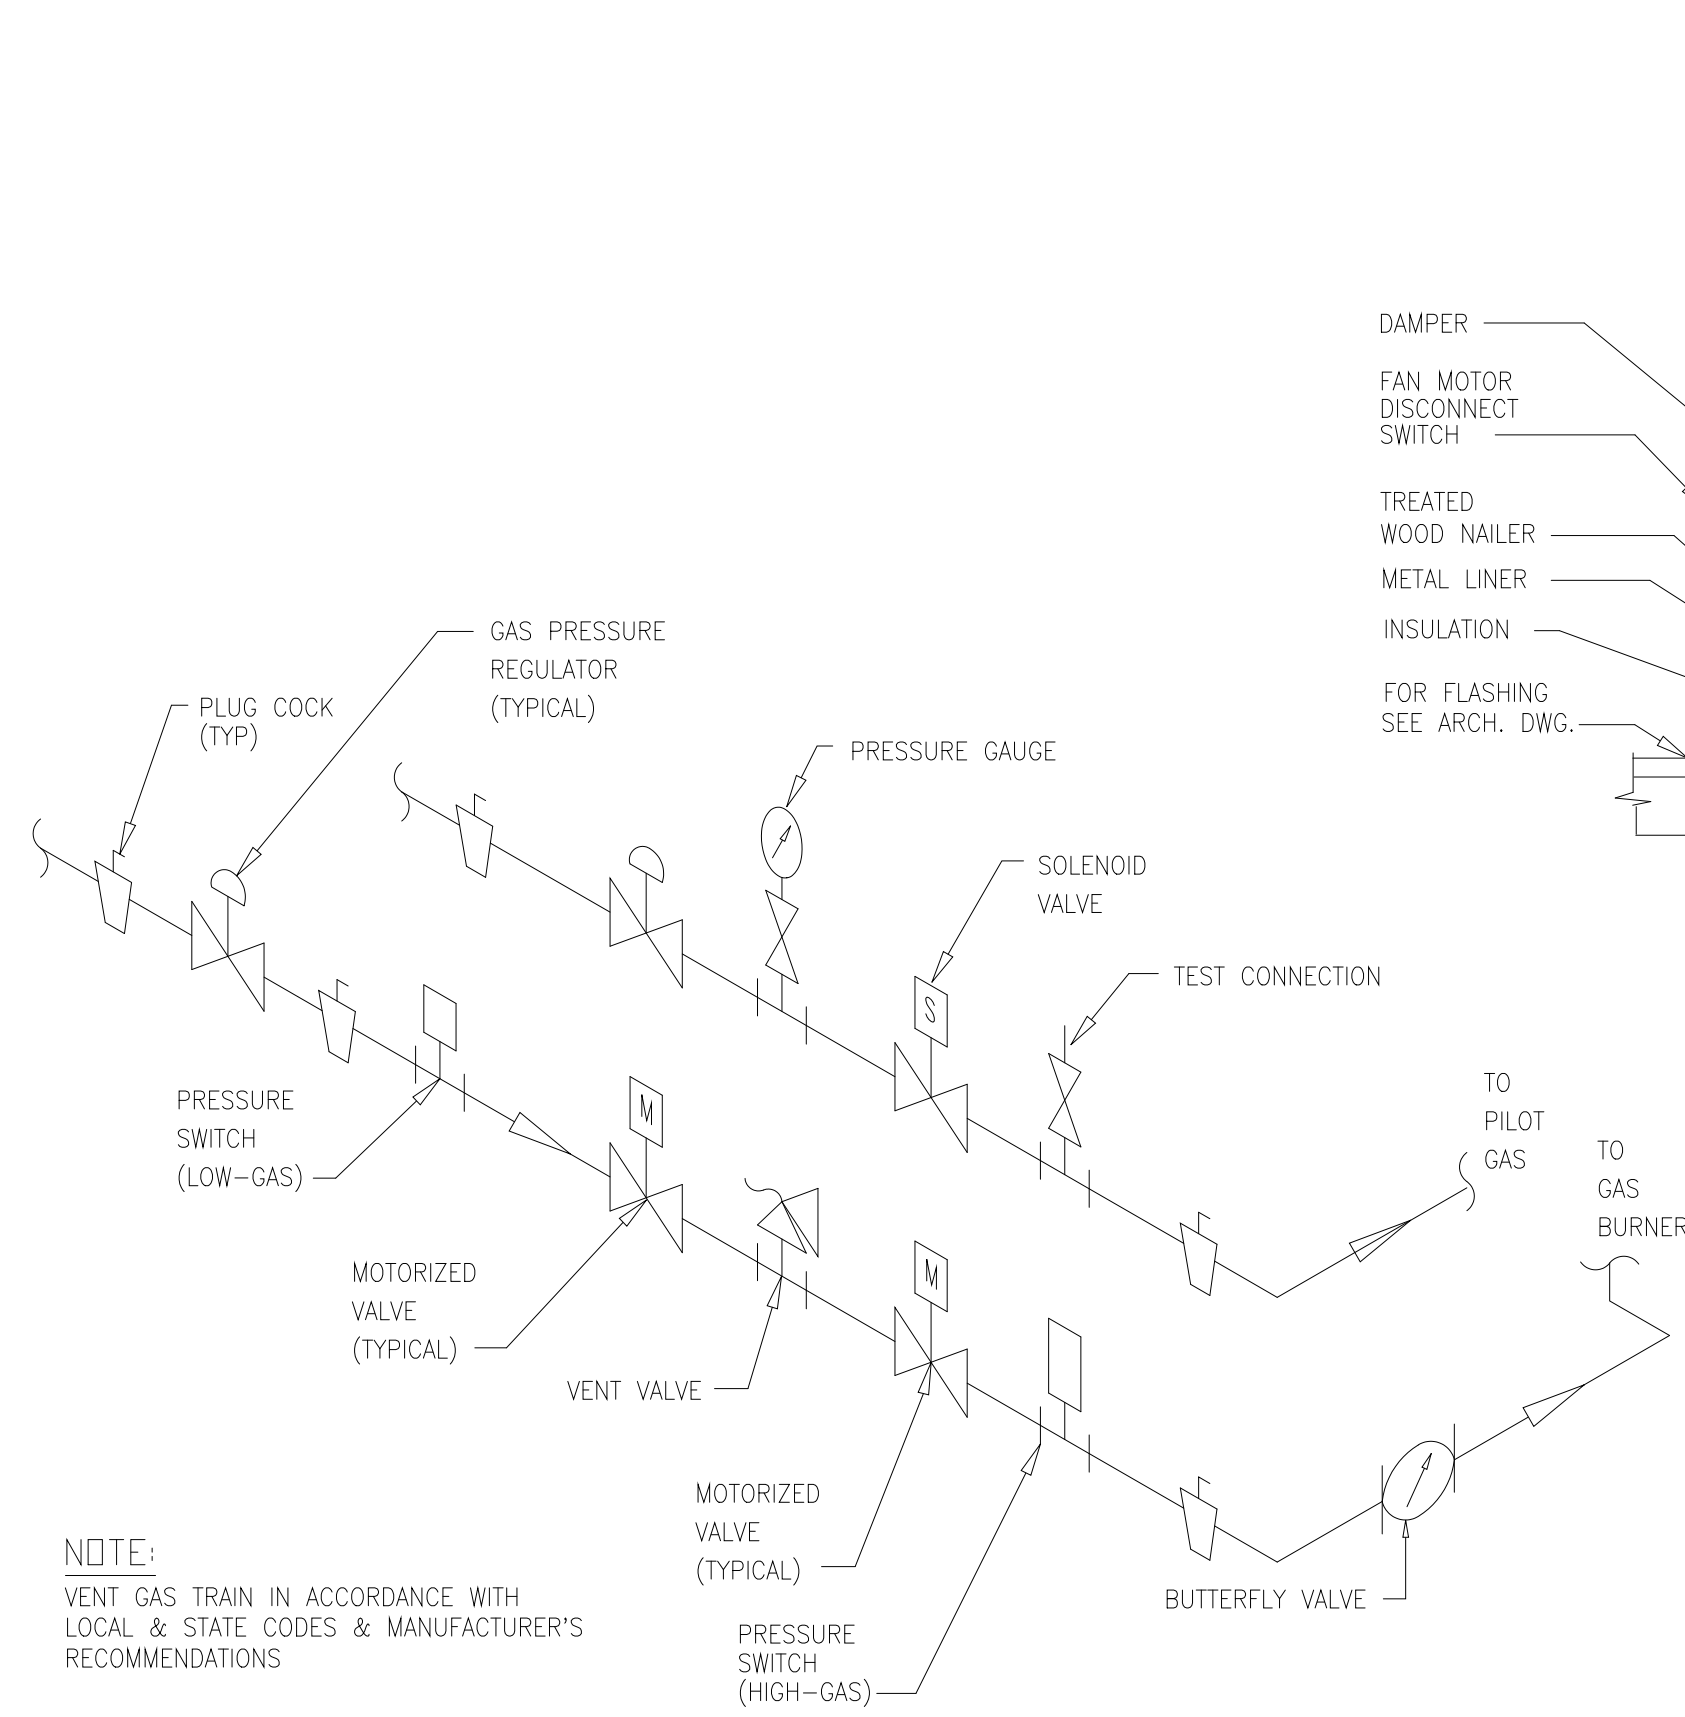 DAMPER
FAN MOTOR
DISCONNECT
SWITCH
TREATED
WOOD NAILER
METAL LINER
INSULATION
FOR FLASHING
SEE ARCH. DWG.
GAS PRESSURE
REGULATOR
(TYPICAL)
PLUG COCK
(TYP)
PRESSURE GAUGE
SOLENOID
VALVE
S
TEST CONNECTION
TO
PILOT
GAS
TO
GAS
BURNER
PRESSURE
SWITCH
(LOW-GAS)
M
MOTORIZED
VALVE
(TYPICAL)
VENT VALVE
M
MOTORIZED
VALVE
(TYPICAL)
PRESSURE
SWITCH
(HIGH-GAS)
BUTTERFLY VALVE
NOTE:
VENT GAS TRAIN IN ACCORDANCE WITH
LOCAL & STATE CODES & MANUFACTURER'S
RECOMMENDATIONS